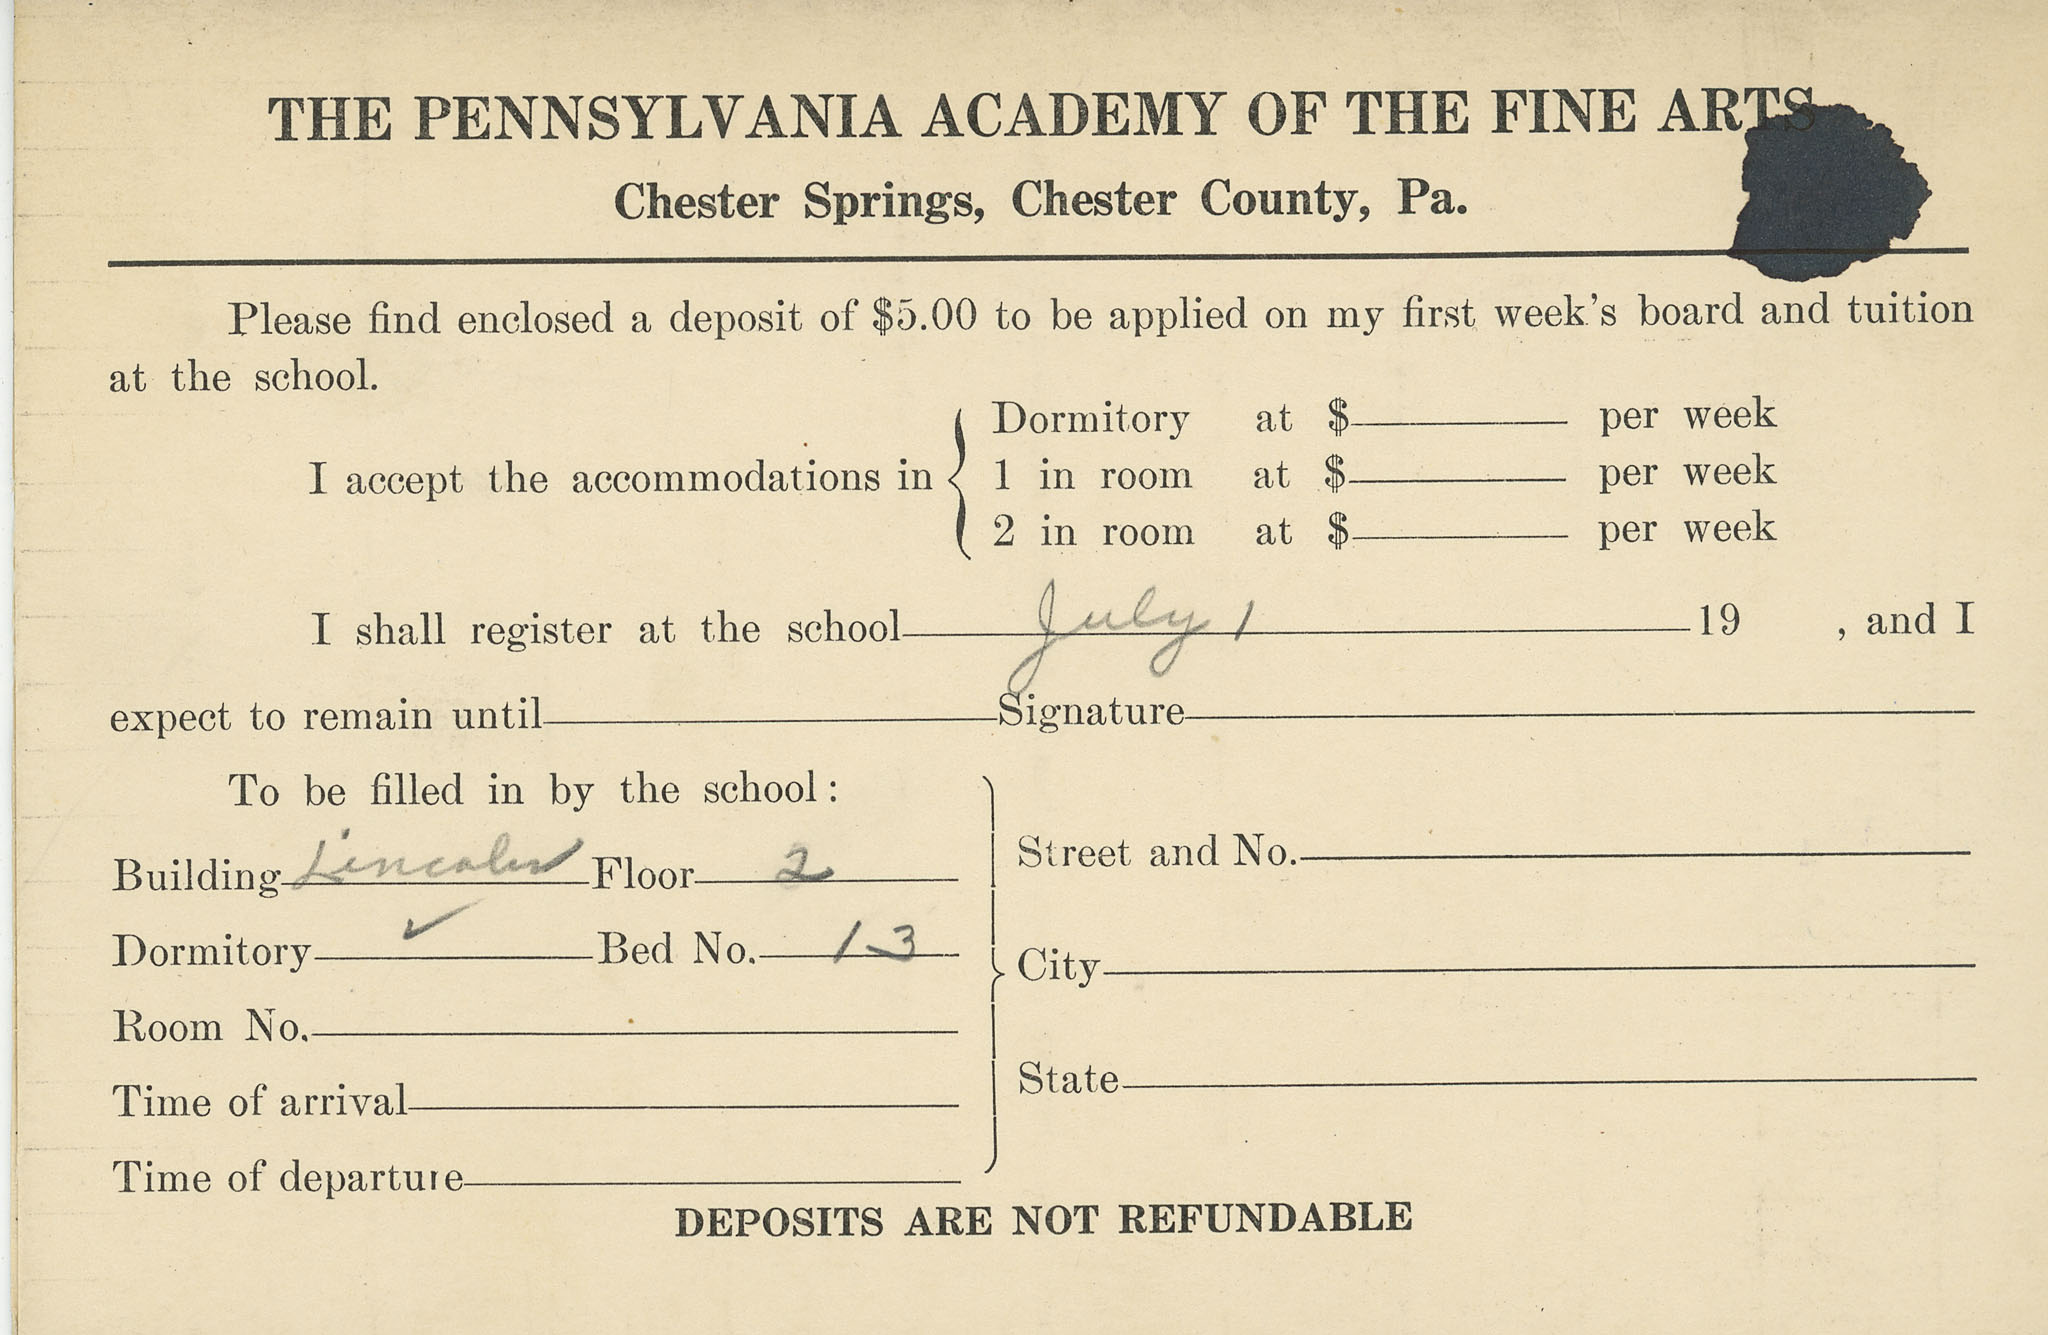 THE PENNSYLVANIA ACADEMY OF THE FINE ARTS
Chester Springs, Chester County, Pa.
Please find enclosed a deposit of $5.00 to be applied on my first week's board and tuition
at the school.
I accept the accommodations in
Dormitory at $ per week
1 in room at $ per week
2 in room at $ per week
I shall register at the school July 1 19 , and I
expect to remain until Signature
To be filled in by the school:
Building Lincoln Floor 2
Dormitory ✓ Bed No. 13
Room No.
Time of arrival
Time of departure
Street and No.
City
State
DEPOSITS ARE NOT REFUNDABLE